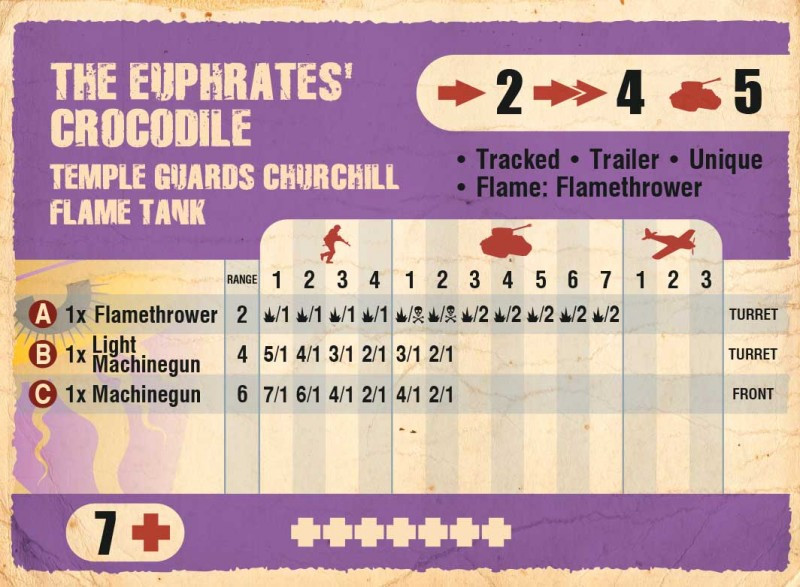 THE EUPHRATES'
CROCODILE
TEMPLE GUARDS CHURCHILL
FLAME TANK
2 4 5
• Tracked • Trailer • Unique
• Flame: Flamethrower
RANGE 1 2 3 4 1 2 3 4 5 6 7 1 2 3
A 1x Flamethrower 2 /1 /1 /1 /1 / / /2 /2 /2 /2 /2 TURRET
B 1x Light Machinegun 4 5/1 4/1 3/1 2/1 3/1 2/1 TURRET
C 1x Machinegun 6 7/1 6/1 4/1 2/1 4/1 2/1 FRONT
7